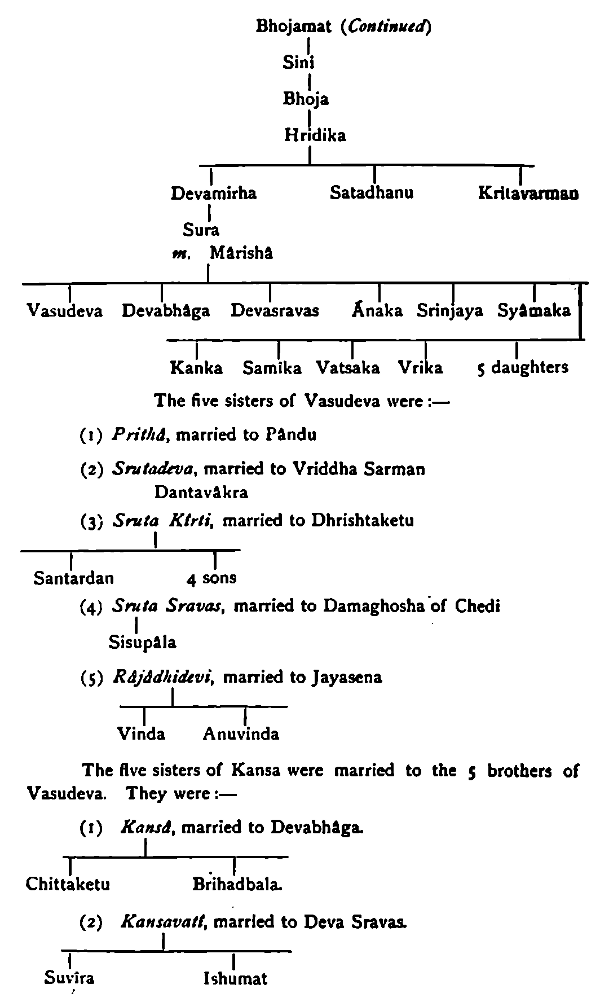 Bhojamat (Continued)
Sini
Bhoja
Hridika
Devamirha Satadhanu Kritavarman
Sura
m. Mârishâ
Vasudeva Devabhâga Devasravas Ánaka Srinjaya Syâmaka
Kanka Samika Vatsaka Vrika 5 daughters
The five sisters of Vasudeva were :—
(1) Prithâ, married to Pându
(2) Srutadeva, married to Vriddha Sarman
Dantavâkra
(3) Sruta Kîrti, married to Dhrishtaketu
Santardan 4 sons
(4) Sruta Sravas, married to Damaghosha of Chedi
Sisupâla
(5) Râjâdhidevi, married to Jayasena
Vinda Anuvinda
The five sisters of Kansa were married to the 5 brothers of
Vasudeva. They were :—
(1) Kansâ, married to Devabhâga.
Chittaketu Brihadbala.
(2) Kansavatî, married to Deva Sravas.
Suvîra Ishumat